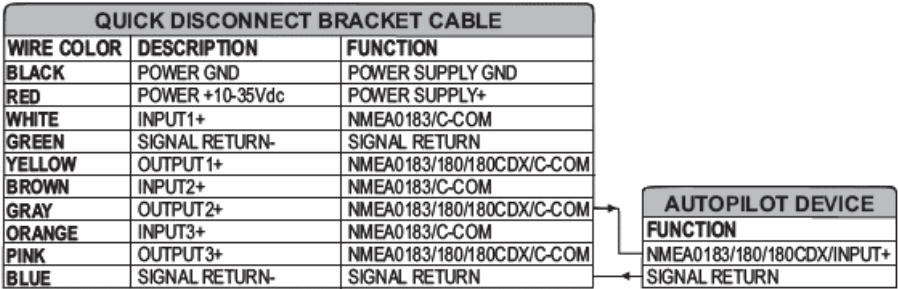 QUICK DISCONNECT BRACKET CABLE
WIRE COLOR DESCRIPTION FUNCTION
BLACK POWER GND POWER SUPPLY GND
RED POWER +10-35Vdc POWER SUPPLY+
WHITE INPUT1+ NMEA0183/C-COM
GREEN SIGNAL RETURN- SIGNAL RETURN
YELLOW OUTPUT1+ NMEA0183/180/180CDX/C-COM
BROWN INPUT2+ NMEA0183/C-COM
GRAY OUTPUT2+ NMEA0183/180/180CDX/C-COM
ORANGE INPUT3+ NMEA0183/C-COM
PINK OUTPUT3+ NMEA0183/180/180CDX/C-COM
BLUE SIGNAL RETURN- SIGNAL RETURN
AUTOPILOT DEVICE
FUNCTION
NMEA0183/180/180CDX/INPUT+
SIGNAL RETURN